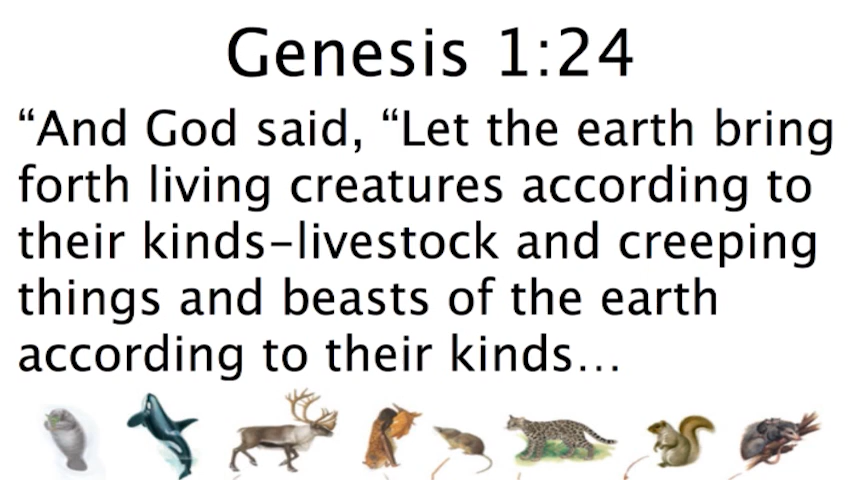 Genesis 1:24
“And God said, “Let the earth bring
forth living creatures according to
their kinds–livestock and creeping
things and beasts of the earth
according to their kinds…